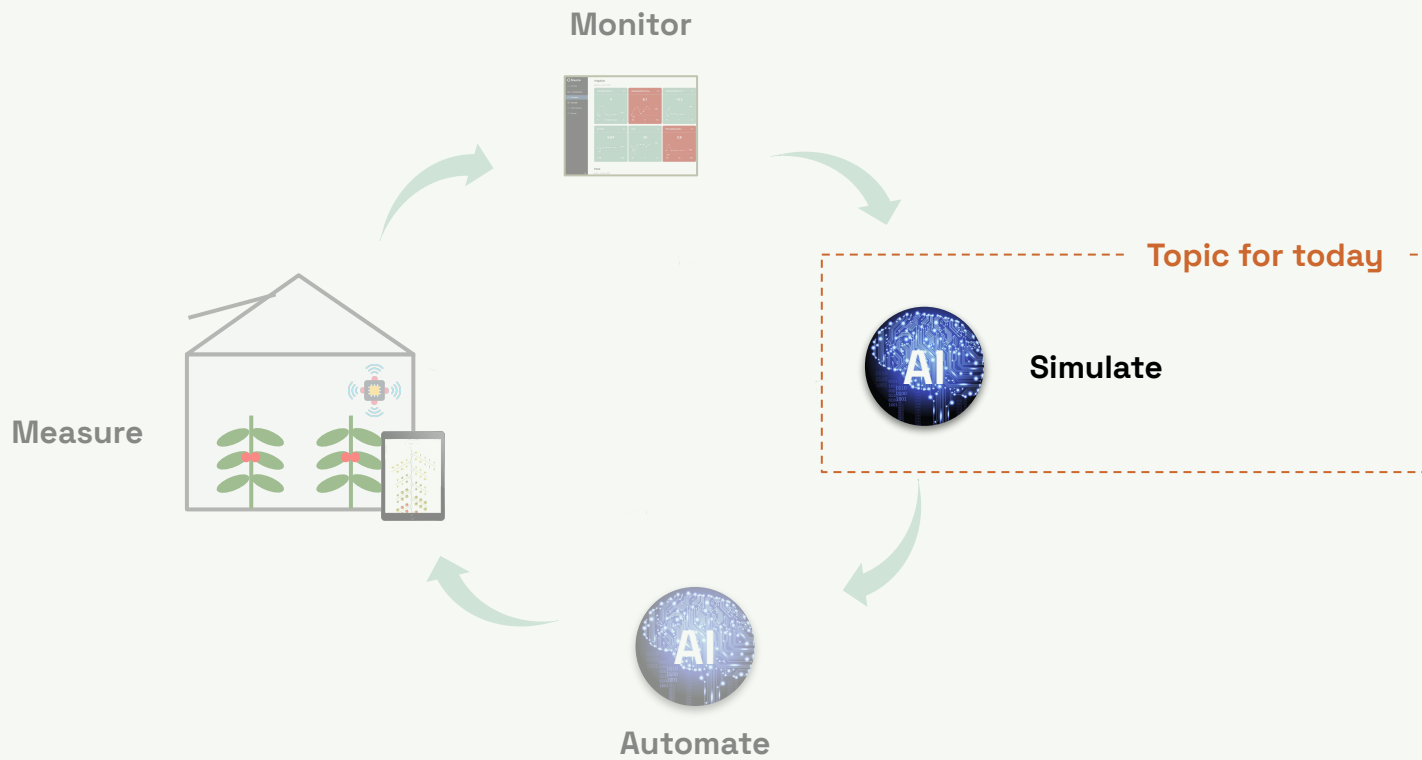 Monitor
Topic for today
AI
Simulate
Measure
AI
Automate